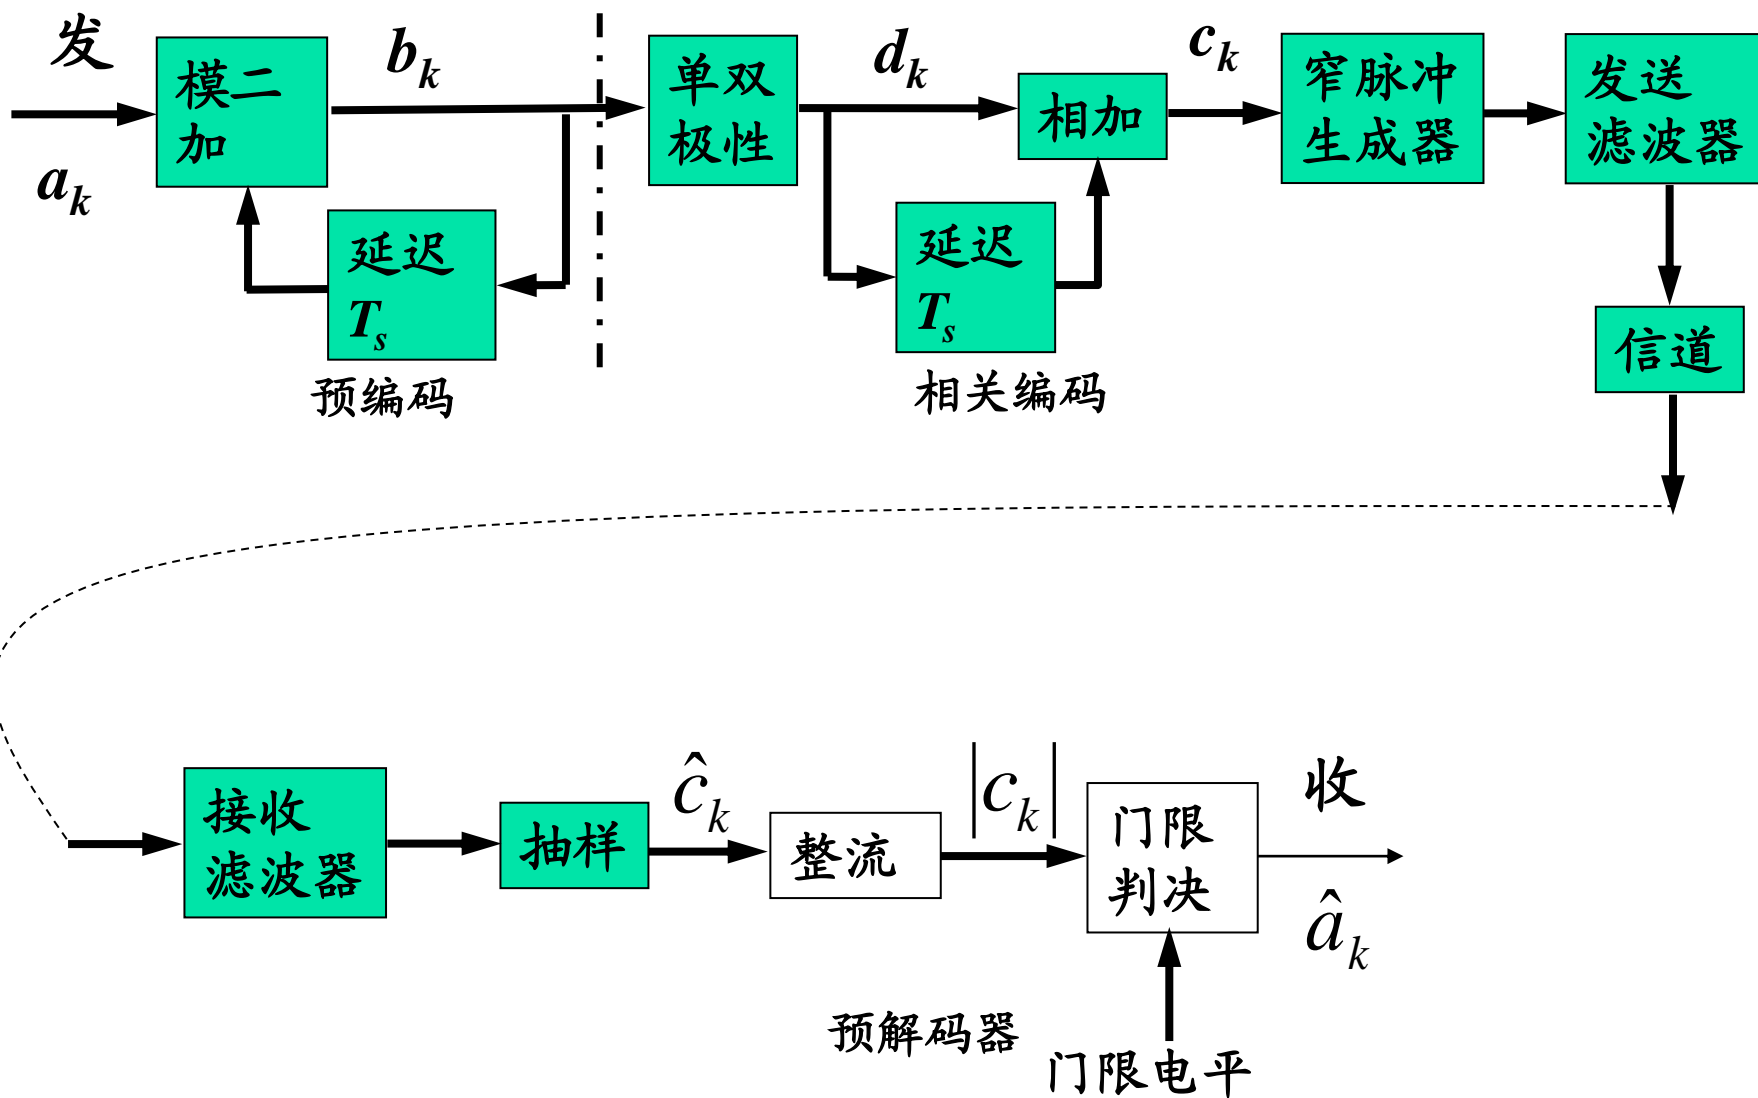 发
a_k
模二
加
b_k
延迟
T_s
预编码
单双
极性
d_k
相加
延迟
T_s
相关编码
c_k
窄脉冲
生成器
发送
滤波器
信道
接收
滤波器
抽样
ĉ_k
整流
|c_k|
门限
判决
收
â_k
预解码器
门限电平